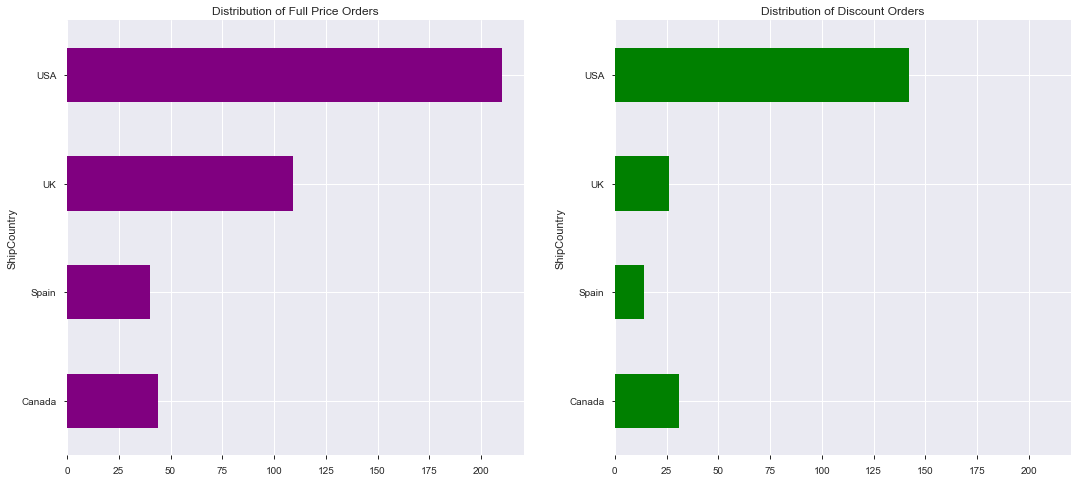 Distribution of Full Price Orders
ShipCountry
USA
UK
Spain
Canada
0 25 50 75 100 125 150 175 200
Distribution of Discount Orders
ShipCountry
USA
UK
Spain
Canada
0 25 50 75 100 125 150 175 200